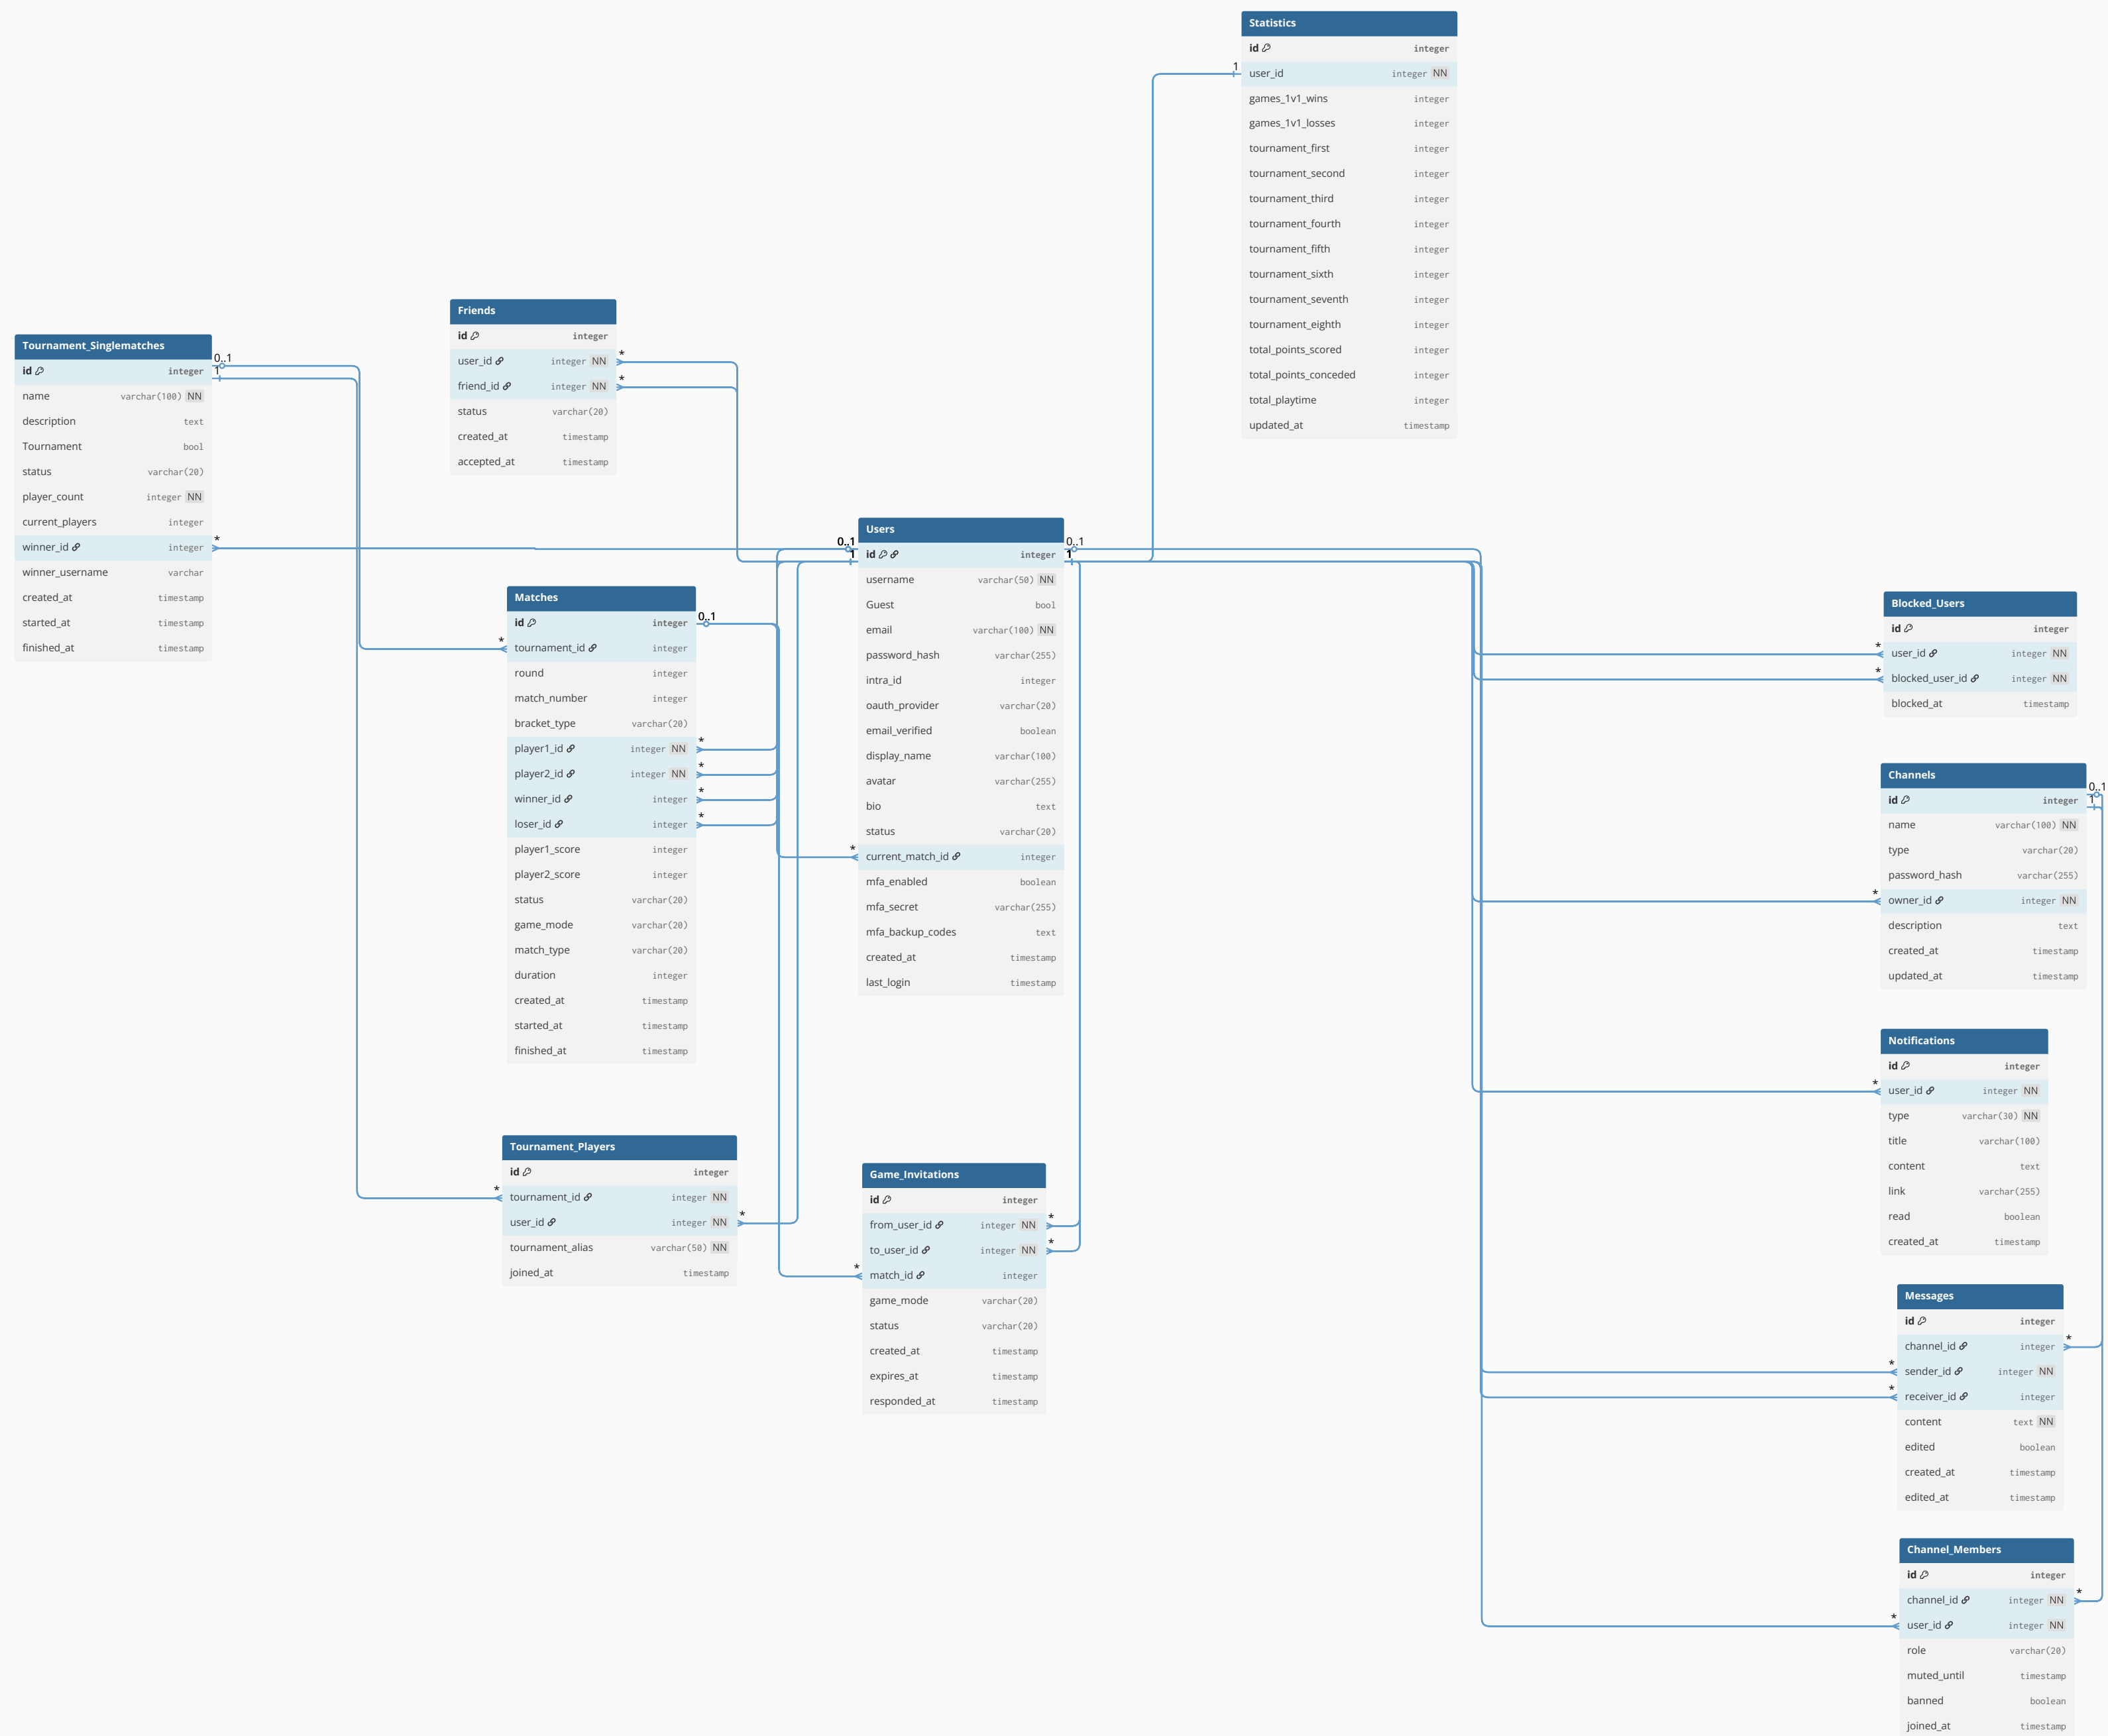 Statistics
id integer
1
user_id integer NN
games_1v1_wins integer
games_1v1_losses integer
tournament_first integer
tournament_second integer
tournament_third integer
tournament_fourth integer
tournament_fifth integer
tournament_sixth integer
tournament_seventh integer
tournament_eighth integer
total_points_scored integer
total_points_conceded integer
total_playtime integer
updated_at timestamp
Friends
id integer
user_id integer NN *
friend_id integer NN *
status varchar(20)
created_at timestamp
accepted_at timestamp
Tournament_Singlematches
0..1
id integer 1
name varchar(100) NN
description text
Tournament bool
status varchar(20)
player_count integer NN
current_players integer
winner_id integer *
winner_username varchar
created_at timestamp
started_at timestamp
finished_at timestamp
Users
0..1 0..1
1 id integer 1
username varchar(50) NN
Guest bool
email varchar(100) NN
password_hash varchar(255)
intra_id integer
oauth_provider varchar(20)
email_verified boolean
display_name varchar(100)
avatar varchar(255)
bio text
status varchar(20)
* current_match_id integer
mfa_enabled boolean
mfa_secret varchar(255)
mfa_backup_codes text
created_at timestamp
last_login timestamp
Matches
id integer 0..1
* tournament_id integer
round integer
match_number integer
bracket_type varchar(20)
player1_id integer NN *
player2_id integer NN *
winner_id integer *
loser_id integer *
player1_score integer
player2_score integer
status varchar(20)
game_mode varchar(20)
match_type varchar(20)
duration integer
created_at timestamp
started_at timestamp
finished_at timestamp
Tournament_Players
id integer
* tournament_id integer NN
user_id integer NN *
tournament_alias varchar(50) NN
joined_at timestamp
Game_Invitations
id integer
from_user_id integer NN *
to_user_id integer NN *
* match_id integer
game_mode varchar(20)
status varchar(20)
created_at timestamp
expires_at timestamp
responded_at timestamp
Blocked_Users
id integer
* user_id integer NN
* blocked_user_id integer NN
blocked_at timestamp
Channels
0..1
id integer 1
name varchar(100) NN
type varchar(20)
password_hash varchar(255)
* owner_id integer NN
description text
created_at timestamp
updated_at timestamp
Notifications
id integer
* user_id integer NN
type varchar(30) NN
title varchar(100)
content text
link varchar(255)
read boolean
created_at timestamp
Messages
id integer
channel_id integer *
* sender_id integer NN
* receiver_id integer
content text NN
edited boolean
created_at timestamp
edited_at timestamp
Channel_Members
id integer
channel_id integer NN *
* user_id integer NN
role varchar(20)
muted_until timestamp
banned boolean
joined_at timestamp